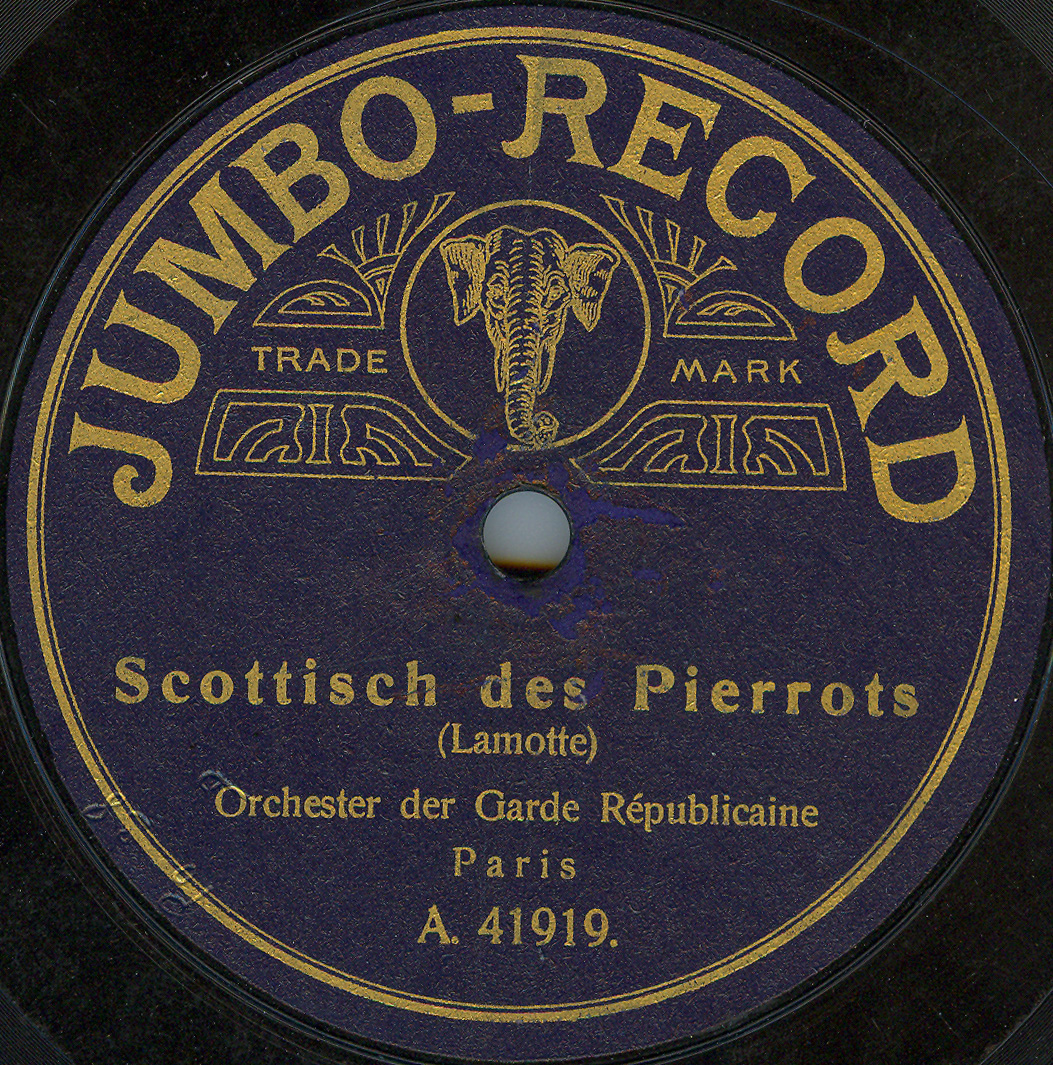 JUMBO-RECORD
TRADE MARK
Scottisch des Pierrots
(Lamotte)
Orchester der Garde Républicaine
Paris
A. 41919.